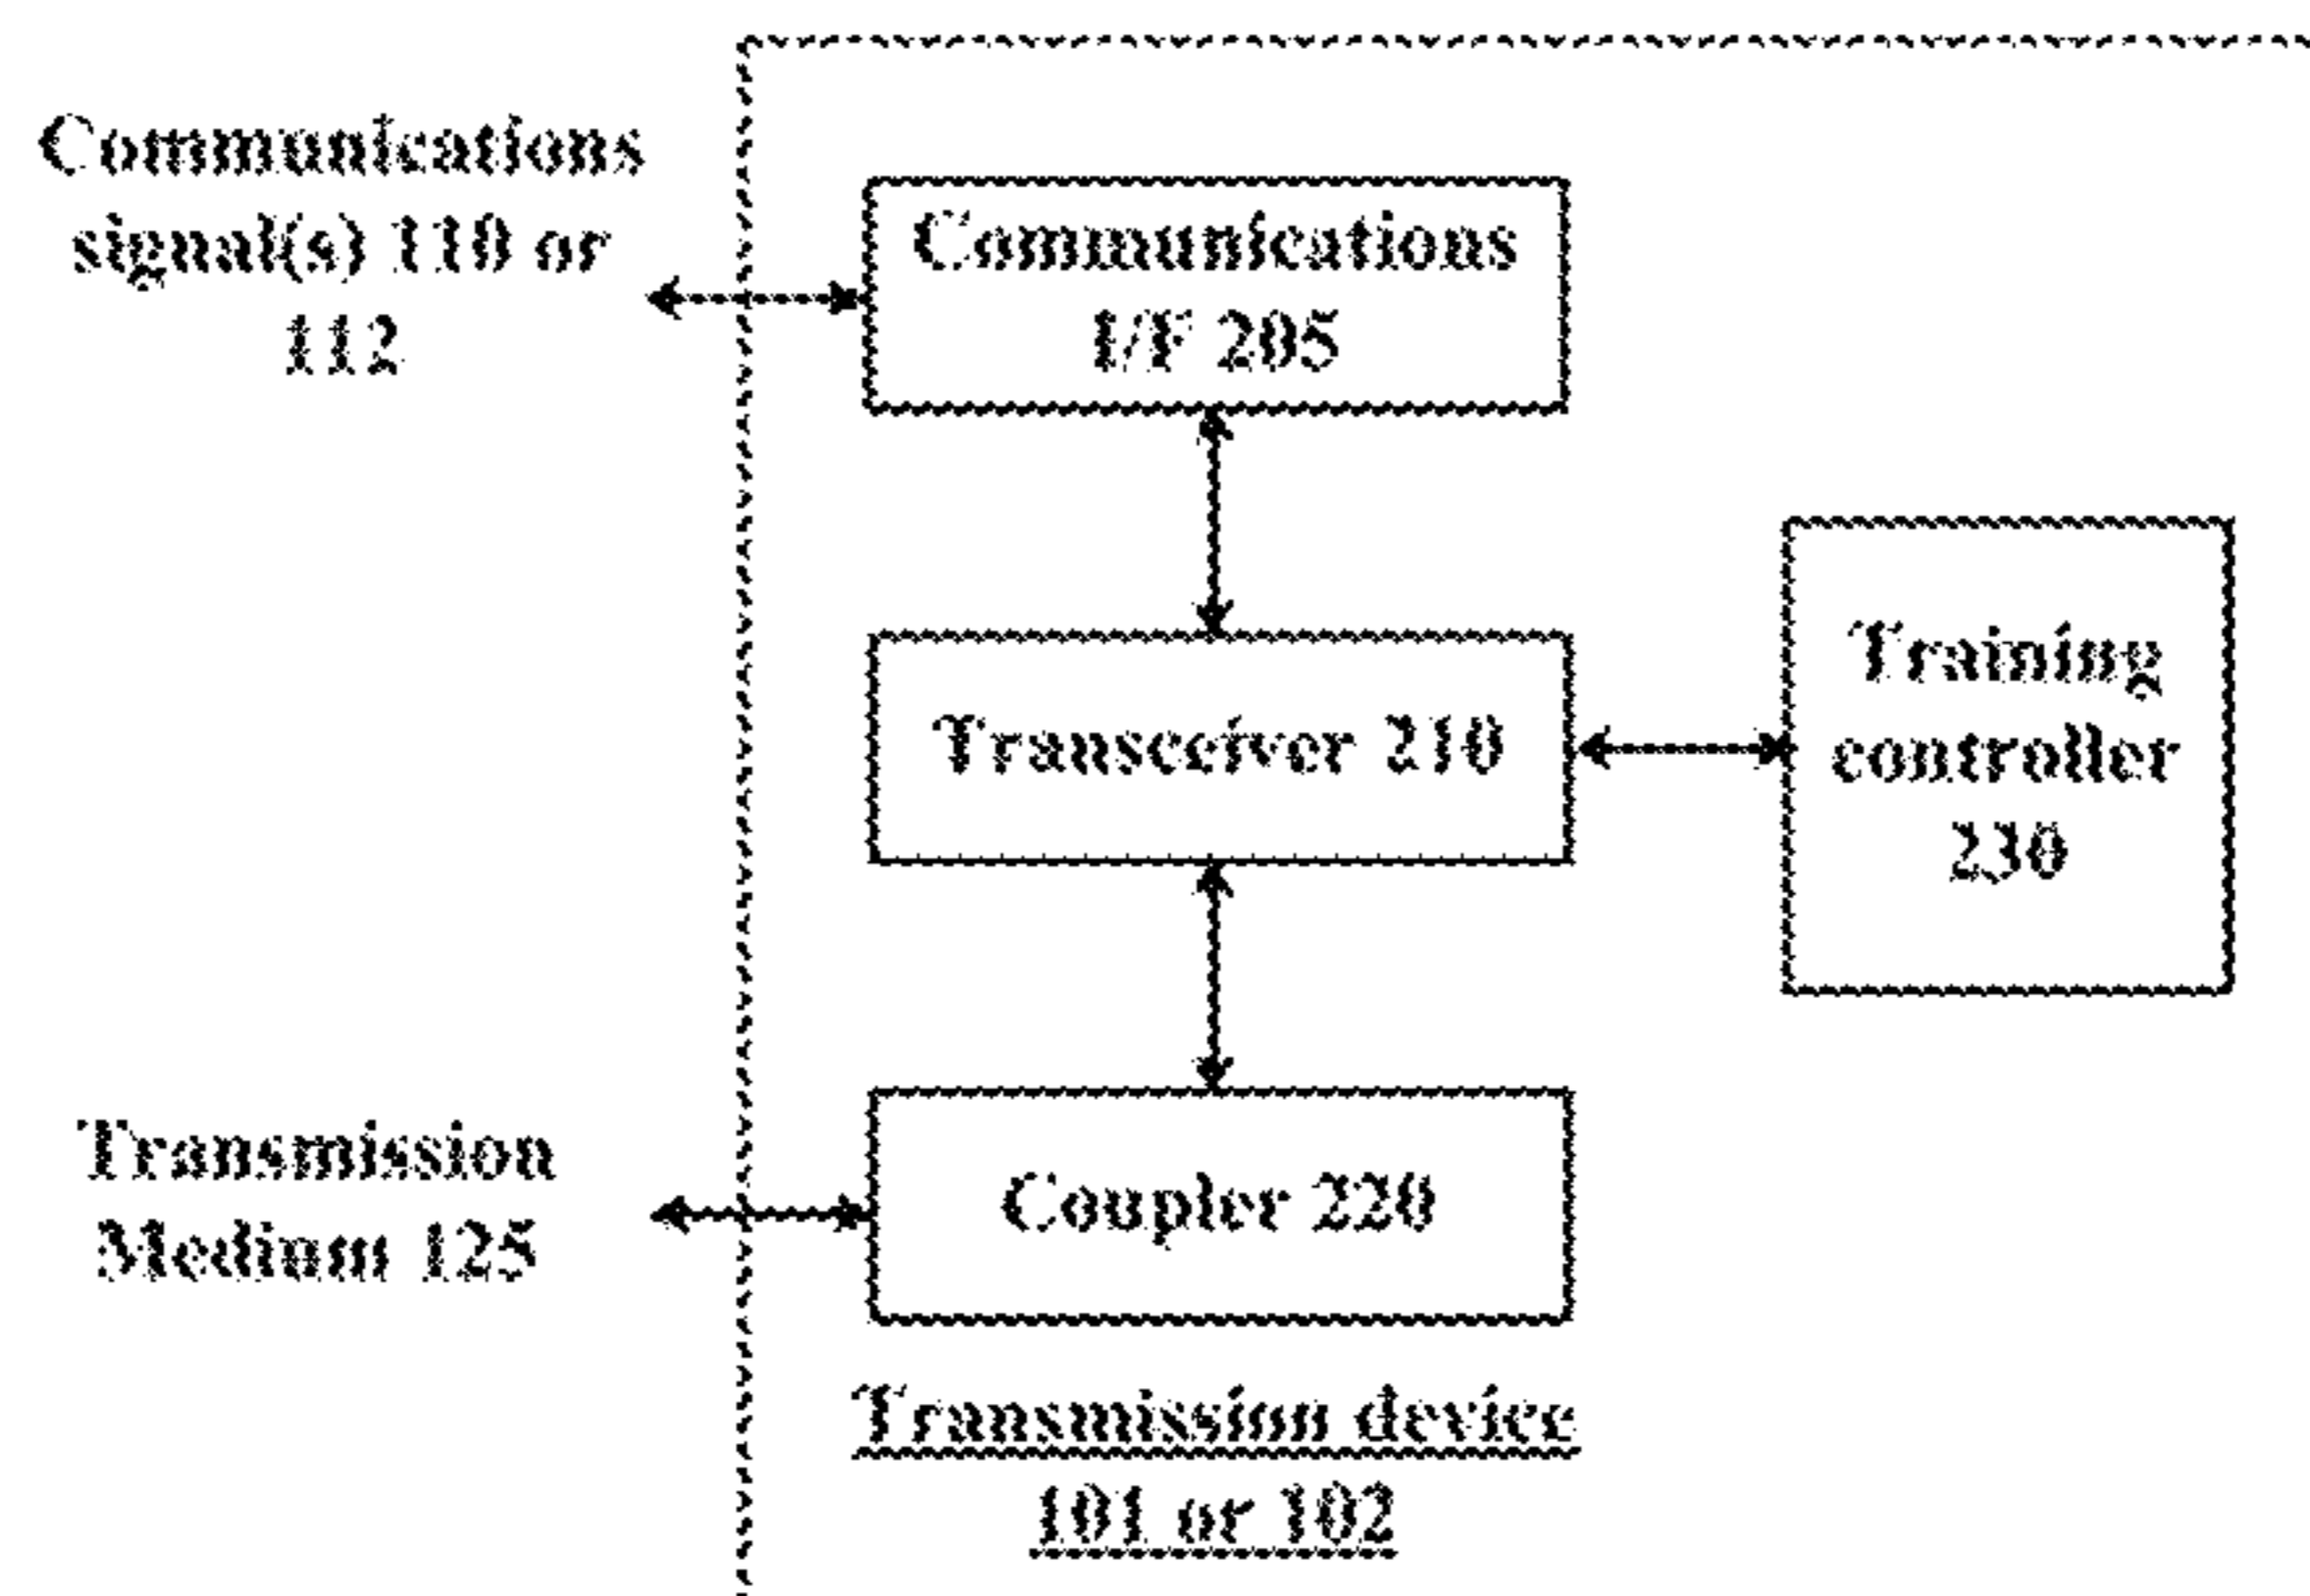 Communications
signal(s) 110 or
112
Communications
I/F 205
Transceiver 210
Training
controller
230
Transmission
Medium 125
Coupler 220
Transmission device
101 or 102